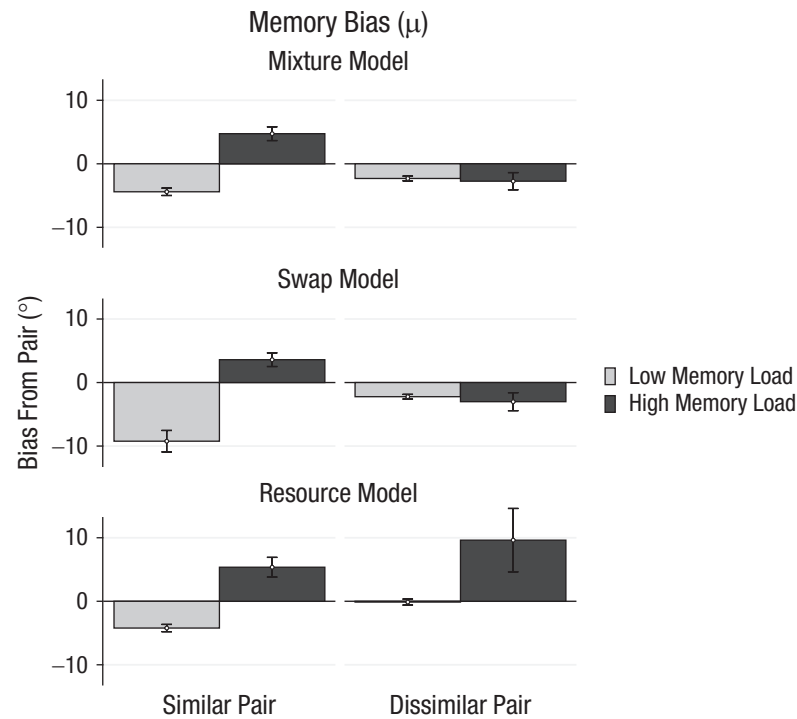 Memory Bias (μ)
Mixture Model
10
0
−10
Swap Model
10
0
−10
Resource Model
10
0
−10
Bias From Pair (°)
Similar Pair
Dissimilar Pair
Low Memory Load
High Memory Load